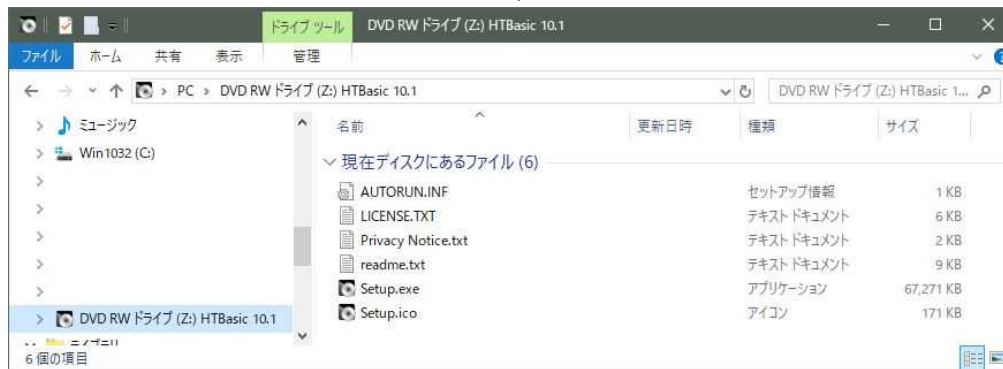 ドライブ ツール DVD RW ドライブ (Z:) HTBasic 10.1
ファイル ホーム 共有 表示 管理
PC › DVD RW ドライブ (Z:) HTBasic 10.1 DVD RW ドライブ (Z:) HTBasic 1...
ミュージック
Win1032 (C:)
DVD RW ドライブ (Z:) HTBasic 10.1
ライブラリ
名前 更新日時 種類 サイズ
現在ディスクにあるファイル (6)
AUTORUN.INF セットアップ情報 1 KB
LICENSE.TXT テキスト ドキュメント 6 KB
Privacy Notice.txt テキスト ドキュメント 2 KB
readme.txt テキスト ドキュメント 9 KB
Setup.exe アプリケーション 67,271 KB
Setup.ico アイコン 171 KB
6 個の項目